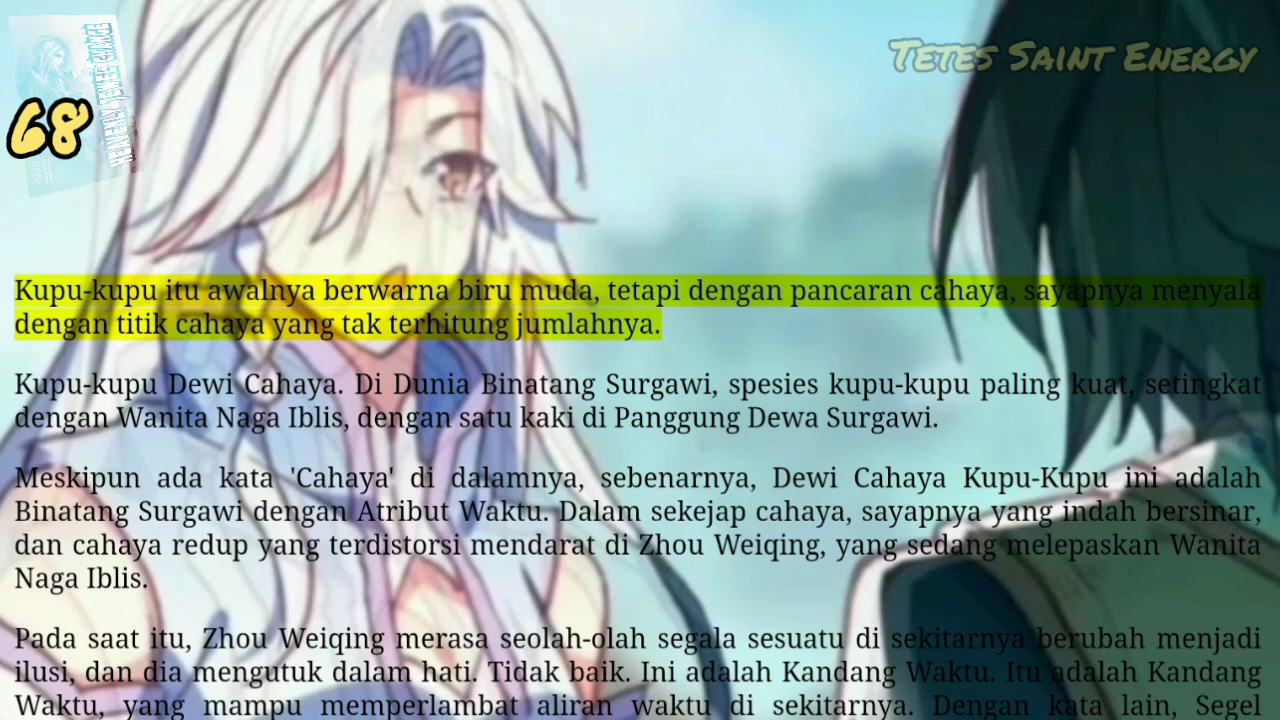 HEAVENLY JEWEL CHANGE
68
TETES SAINT ENERGY
Kupu-kupu itu awalnya berwarna biru muda, tetapi dengan pancaran cahaya, sayapnya menyala
dengan titik cahaya yang tak terhitung jumlahnya.
Kupu-kupu Dewi Cahaya. Di Dunia Binatang Surgawi, spesies kupu-kupu paling kuat, setingkat
dengan Wanita Naga Iblis, dengan satu kaki di Panggung Dewa Surgawi.
Meskipun ada kata 'Cahaya' di dalamnya, sebenarnya, Dewi Cahaya Kupu-Kupu ini adalah
Binatang Surgawi dengan Atribut Waktu. Dalam sekejap cahaya, sayapnya yang indah bersinar,
dan cahaya redup yang terdistorsi mendarat di Zhou Weiqing, yang sedang melepaskan Wanita
Naga Iblis.
Pada saat itu, Zhou Weiqing merasa seolah-olah segala sesuatu di sekitarnya berubah menjadi
ilusi, dan dia mengutuk dalam hati. Tidak baik. Ini adalah Kandang Waktu. Itu adalah Kandang
Waktu, yang mampu memperlambat aliran waktu di sekitarnya. Dengan kata lain, Segel